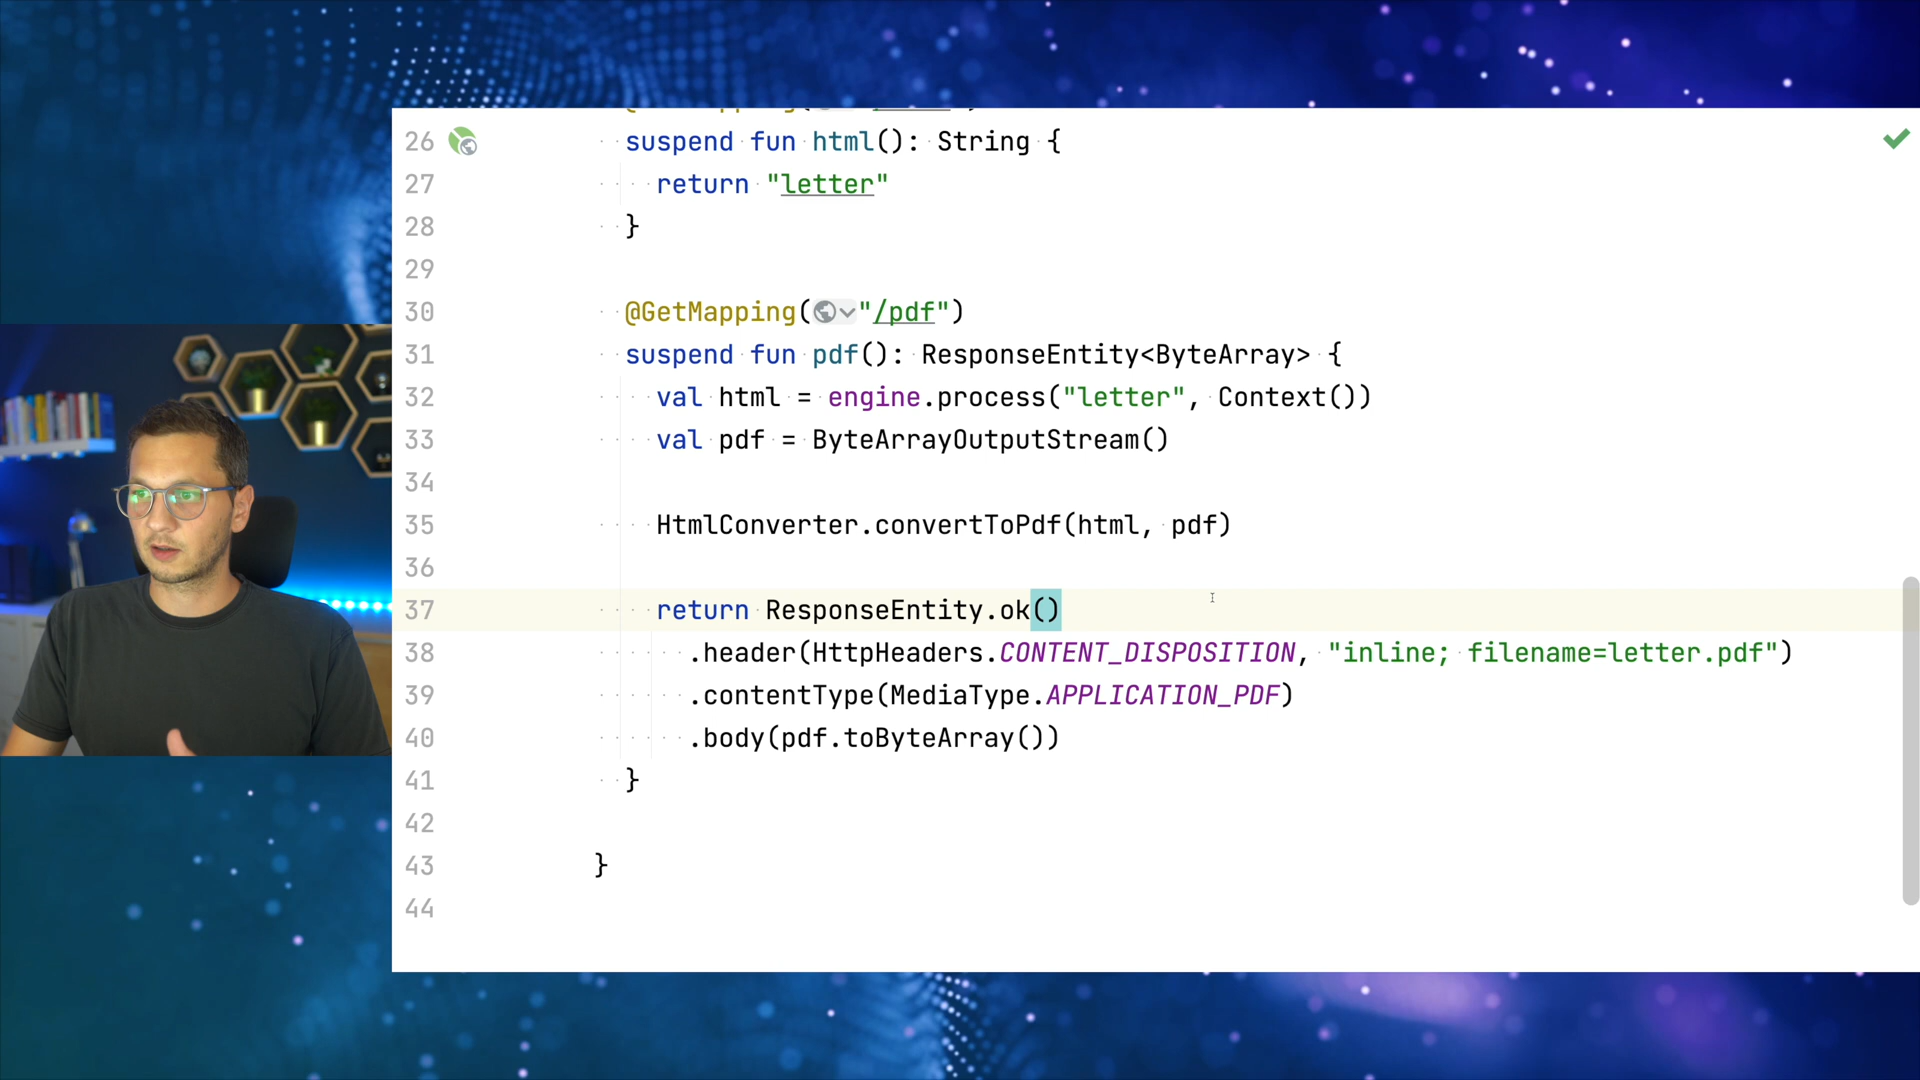 26 suspend fun html(): String {
27 return "letter"
28 }
29
30 @GetMapping("/pdf")
31 suspend fun pdf(): ResponseEntity<ByteArray> {
32 val html = engine.process("letter", Context())
33 val pdf = ByteArrayOutputStream()
34
35 HtmlConverter.convertToPdf(html, pdf)
36
37 return ResponseEntity.ok()
38 .header(HttpHeaders.CONTENT_DISPOSITION, "inline; filename=letter.pdf")
39 .contentType(MediaType.APPLICATION_PDF)
40 .body(pdf.toByteArray())
41 }
42
43 }
44